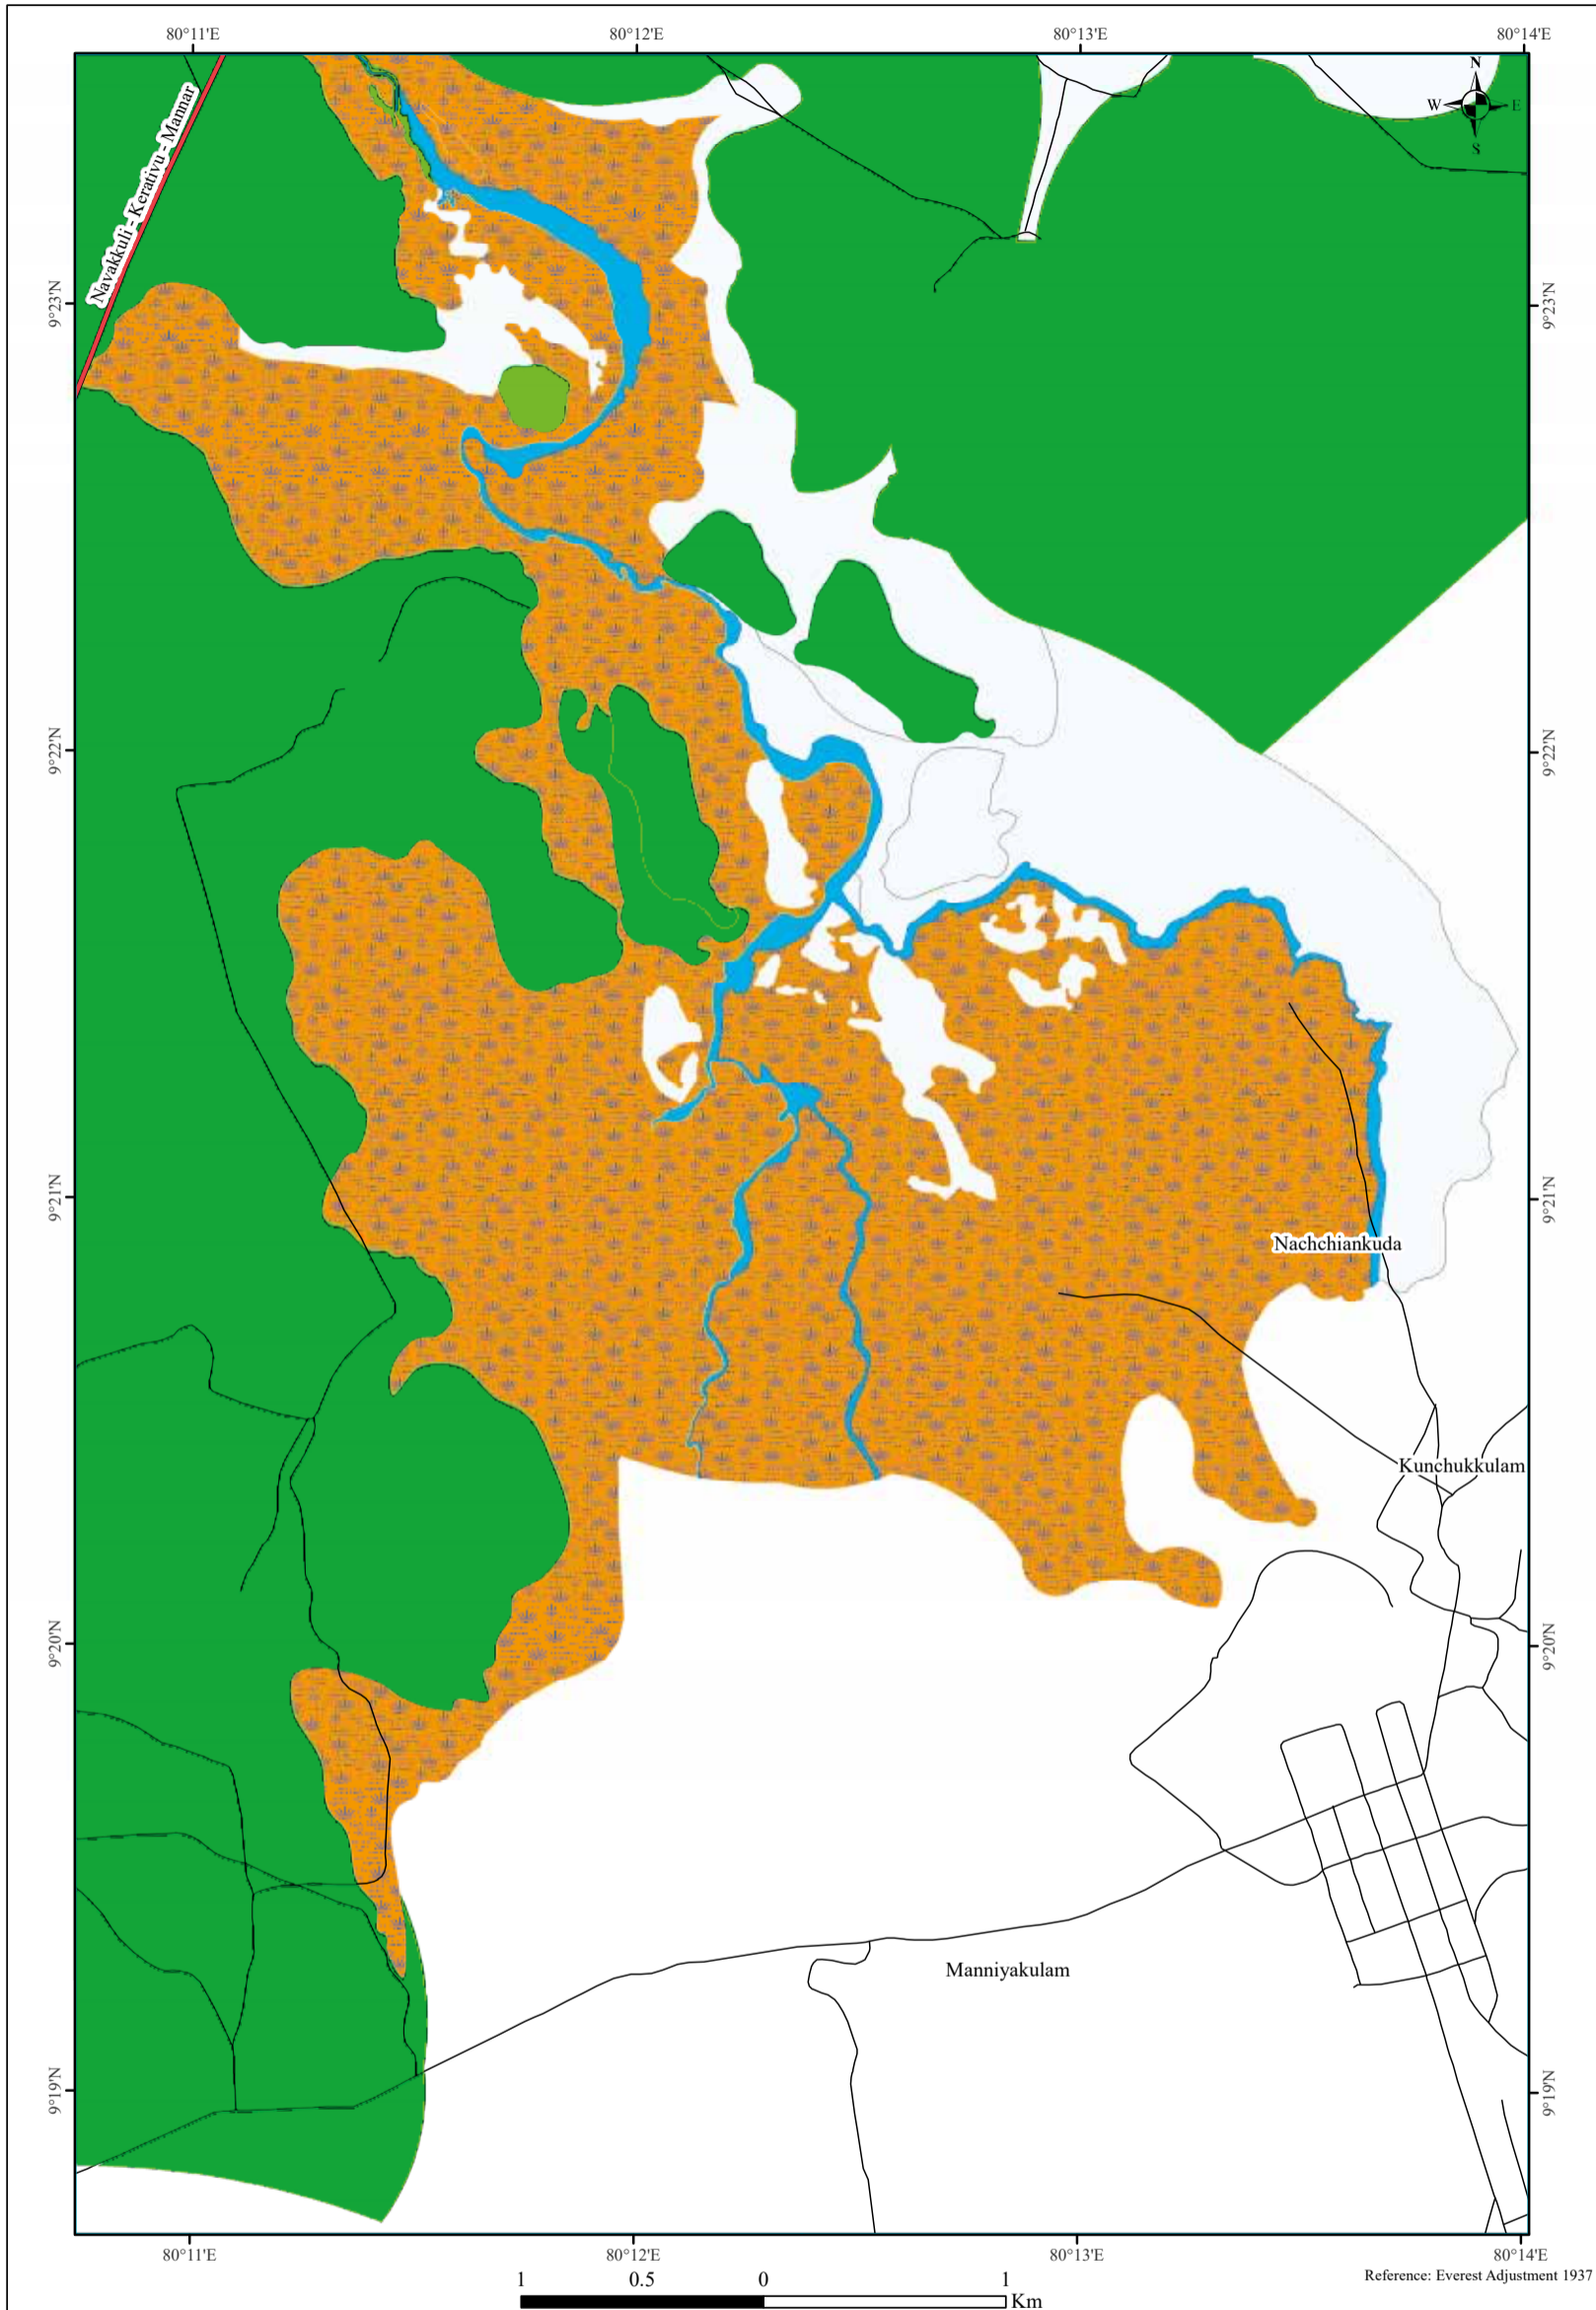 80°11'E 80°12'E 80°13'E 80°14'E
N
W E
S
Navakkuli - Kerativu - Mannar
9°23'N 9°23'N
9°22'N 9°22'N
9°21'N 9°21'N
Nachchiankuda
Kunchukkulam
9°20'N 9°20'N
Manniyakulam
9°19'N 9°19'N
80°11'E 80°12'E 80°13'E 80°14'E
Reference: Everest Adjustment 1937
1 0.5 0 1
Km